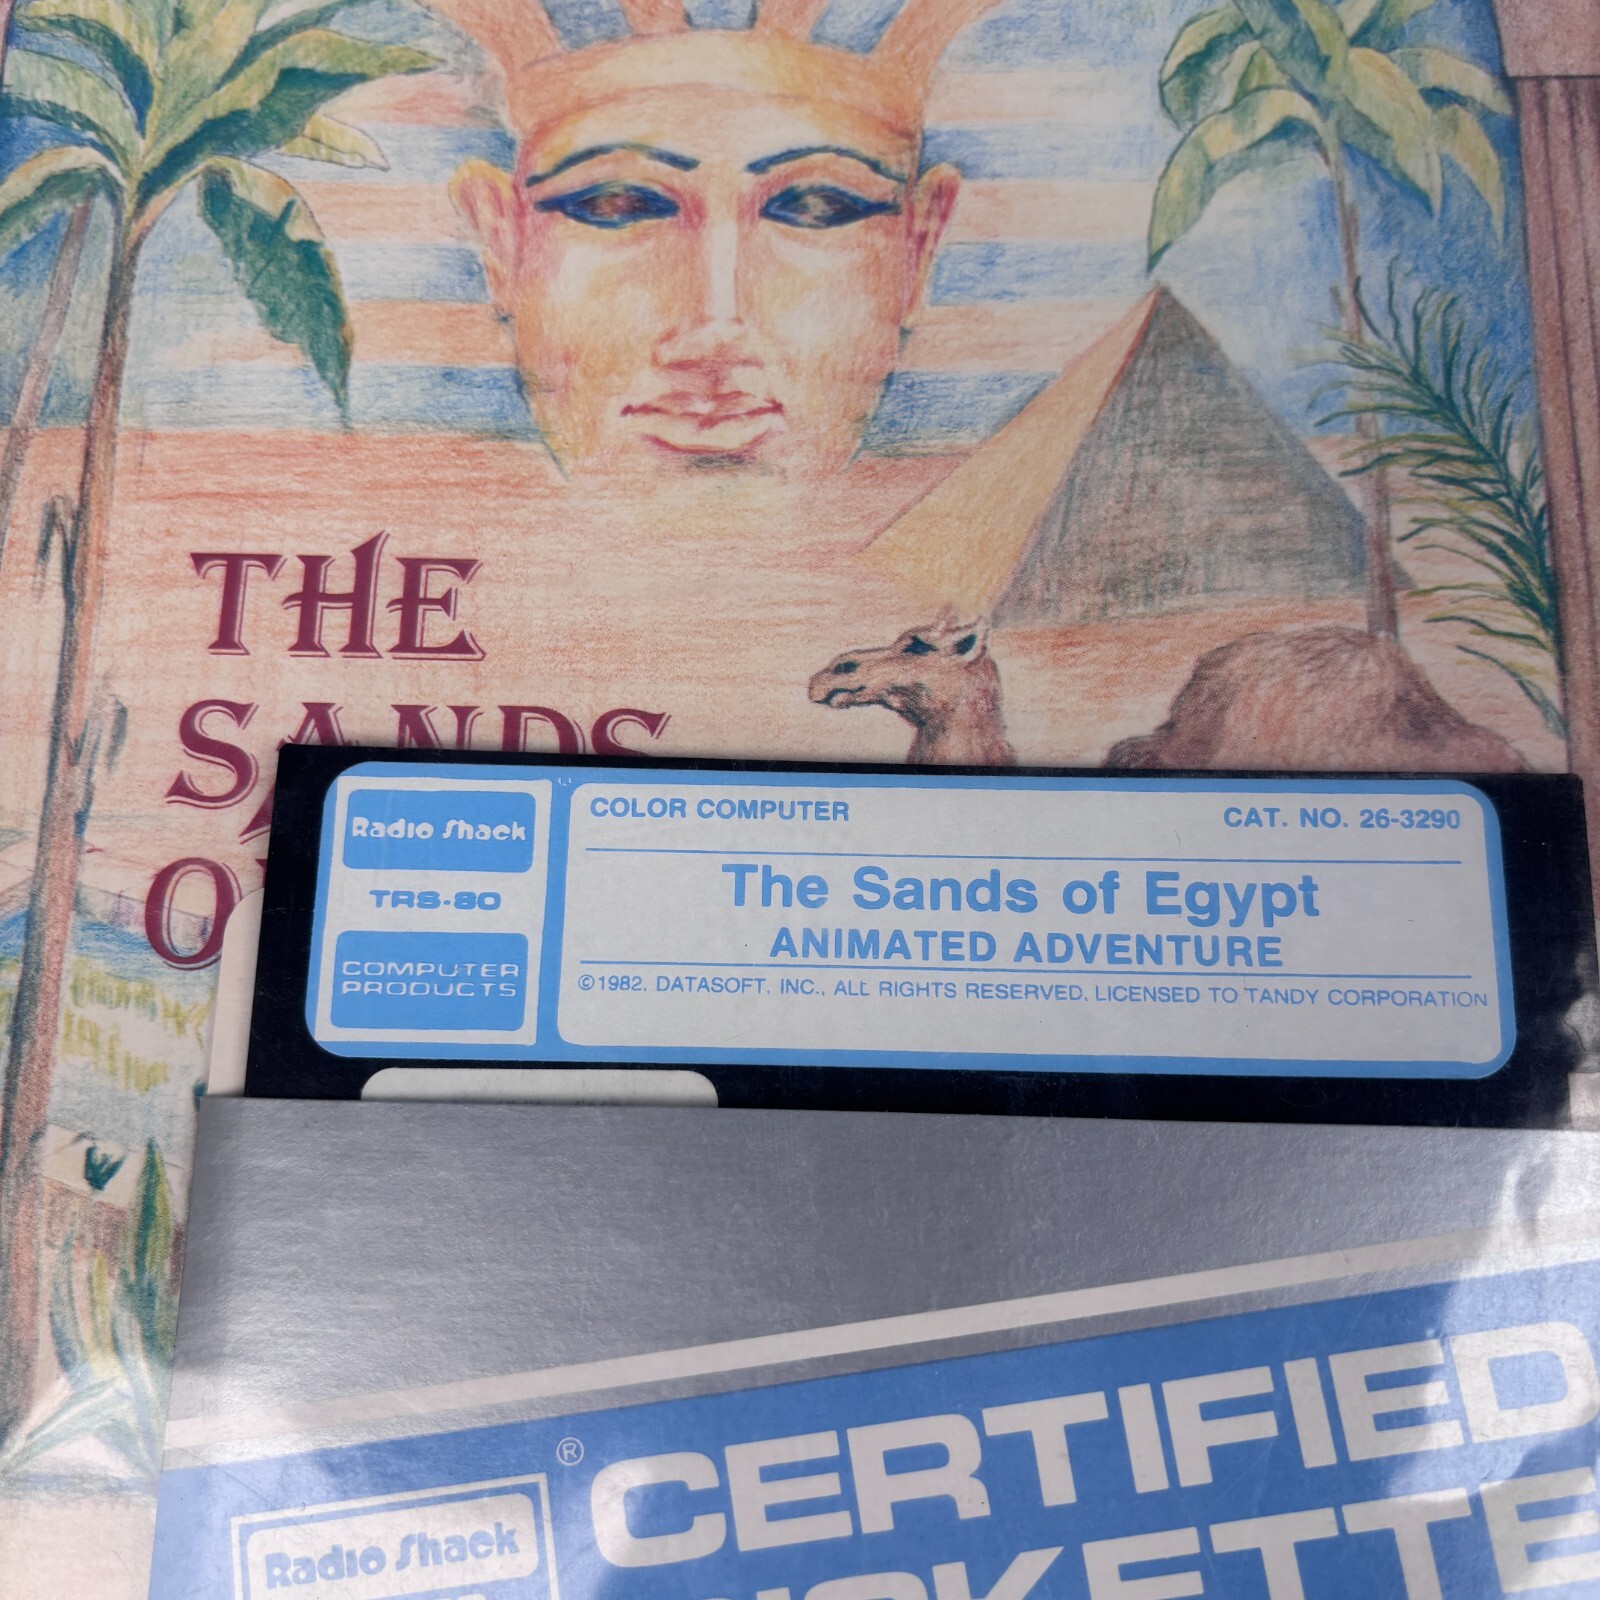 THE
SANDS
O
Radio Shack
TRS-80
COMPUTER
PRODUCTS
COLOR COMPUTER CAT. NO. 26-3290
The Sands of Egypt
ANIMATED ADVENTURE
©1982, DATASOFT, INC., ALL RIGHTS RESERVED, LICENSED TO TANDY CORPORATION
® CERTIFIED
Radio Shack